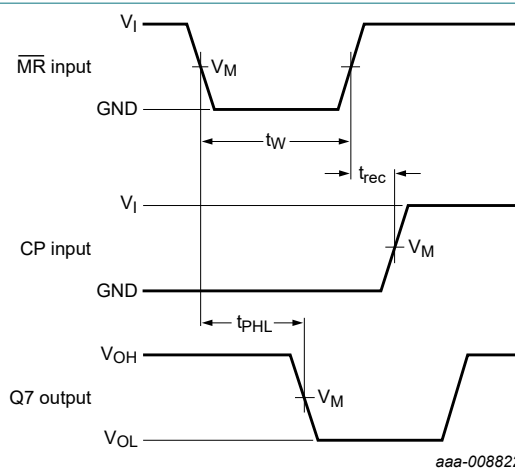 V_I
M̅R̅ input
V_M
GND
t_W
t_rec
V_I
CP input
V_M
GND
t_PHL
V_OH
Q7 output
V_M
V_OL
aaa-008822